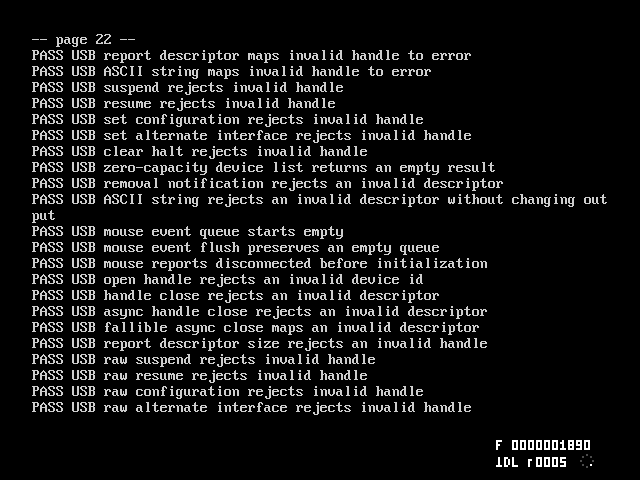 -- page 22 --
PASS USB report descriptor maps invalid handle to error
PASS USB ASCII string maps invalid handle to error
PASS USB suspend rejects invalid handle
PASS USB resume rejects invalid handle
PASS USB set configuration rejects invalid handle
PASS USB set alternate interface rejects invalid handle
PASS USB clear halt rejects invalid handle
PASS USB zero-capacity device list returns an empty result
PASS USB removal notification rejects an invalid descriptor
PASS USB ASCII string rejects an invalid descriptor without changing out
put
PASS USB mouse event queue starts empty
PASS USB mouse event flush preserves an empty queue
PASS USB mouse reports disconnected before initialization
PASS USB open handle rejects an invalid device id
PASS USB handle close rejects an invalid descriptor
PASS USB async handle close rejects an invalid descriptor
PASS USB fallible async close maps an invalid descriptor
PASS USB report descriptor size rejects an invalid handle
PASS USB raw suspend rejects invalid handle
PASS USB raw resume rejects invalid handle
PASS USB raw configuration rejects invalid handle
PASS USB raw alternate interface rejects invalid handle
F 0000001890
IDL r0005